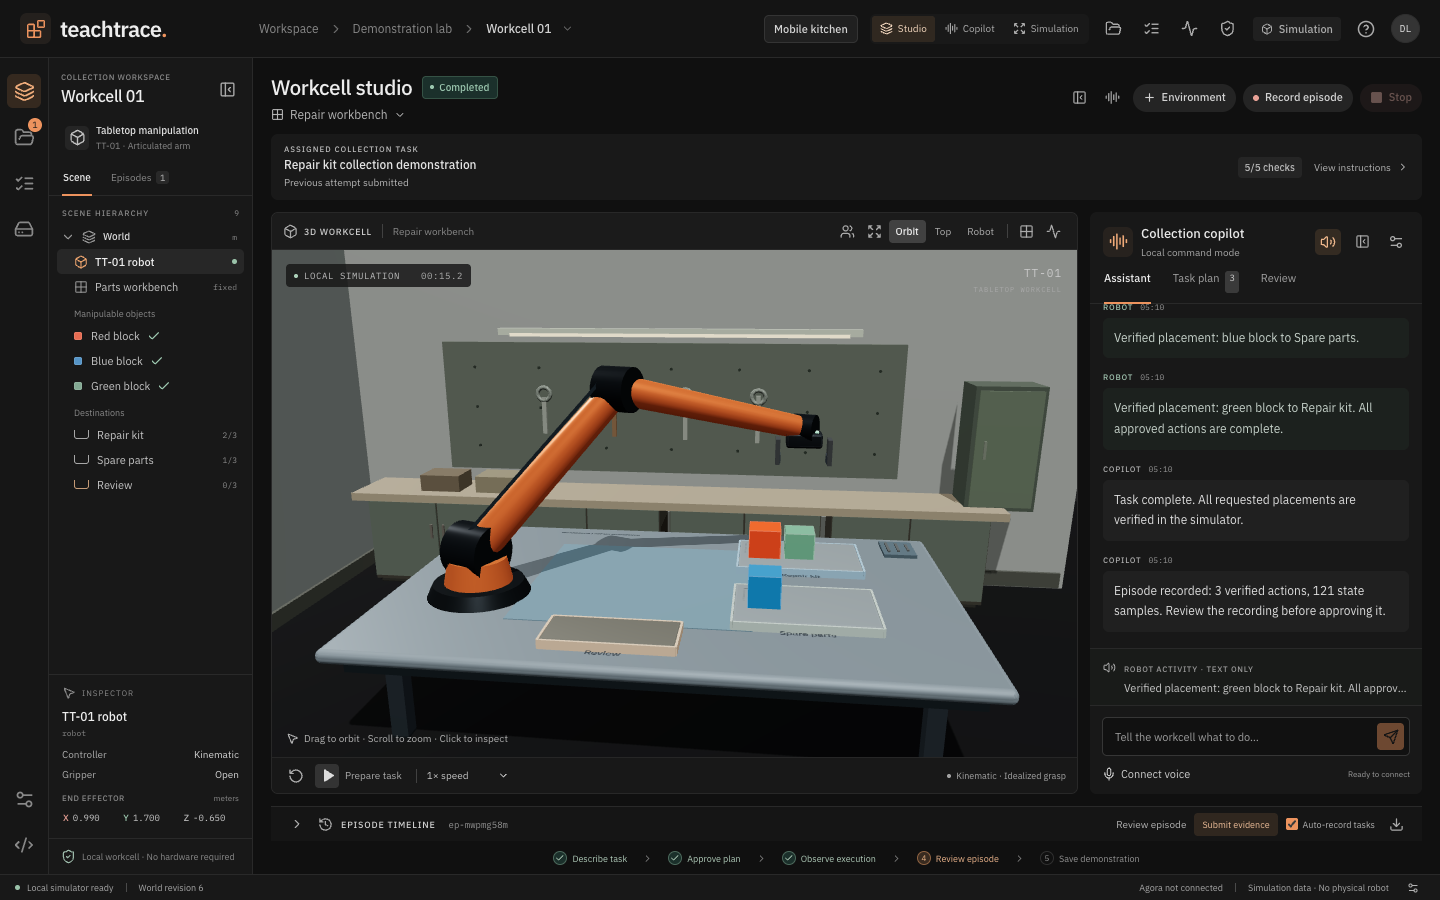 teachtrace.
Workspace
Demonstration lab
Workcell 01
Mobile kitchen
Studio
Copilot
Simulation
Simulation
DL
1
COLLECTION WORKSPACE
Workcell 01
Tabletop manipulation
TT-01 · Articulated arm
Scene
Episodes 1
SCENE HIERARCHY 9
World m
TT-01 robot
Parts workbench fixed
Manipulable objects
Red block
Blue block
Green block
Destinations
Repair kit 2/3
Spare parts 1/3
Review 0/3
INSPECTOR
TT-01 robot
robot
Controller Kinematic
Gripper Open
END EFFECTOR meters
X 0.990 Y 1.700 Z -0.650
Local workcell · No hardware required
Workcell studio
Completed
Repair workbench
Environment
Record episode
Stop
ASSIGNED COLLECTION TASK
Repair kit collection demonstration
Previous attempt submitted
5/5 checks
View instructions
3D WORKCELL
Repair workbench
Orbit
Top
Robot
LOCAL SIMULATION 00:15.2
TT-01
TABLETOP WORKCELL
Repair kit
Spare parts
Review
Drag to orbit · Scroll to zoom · Click to inspect
Prepare task
1× speed
Kinematic · Idealized grasp
Collection copilot
Local command mode
Assistant
Task plan 3
Review
ROBOT 05:10
Verified placement: blue block to Spare parts.
ROBOT 05:10
Verified placement: green block to Repair kit. All
approved actions are complete.
COPILOT 05:10
Task complete. All requested placements are
verified in the simulator.
COPILOT 05:10
Episode recorded: 3 verified actions, 121 state
samples. Review the recording before approving it.
ROBOT ACTIVITY · TEXT ONLY
Verified placement: green block to Repair kit. All approv...
Tell the workcell what to do...
Connect voice
Ready to connect
EPISODE TIMELINE
ep-mwpmg58m
Review episode
Submit evidence
Auto-record tasks
Describe task
Approve plan
Observe execution
4 Review episode
5 Save demonstration
Local simulator ready
World revision 6
Agora not connected
Simulation data · No physical robot